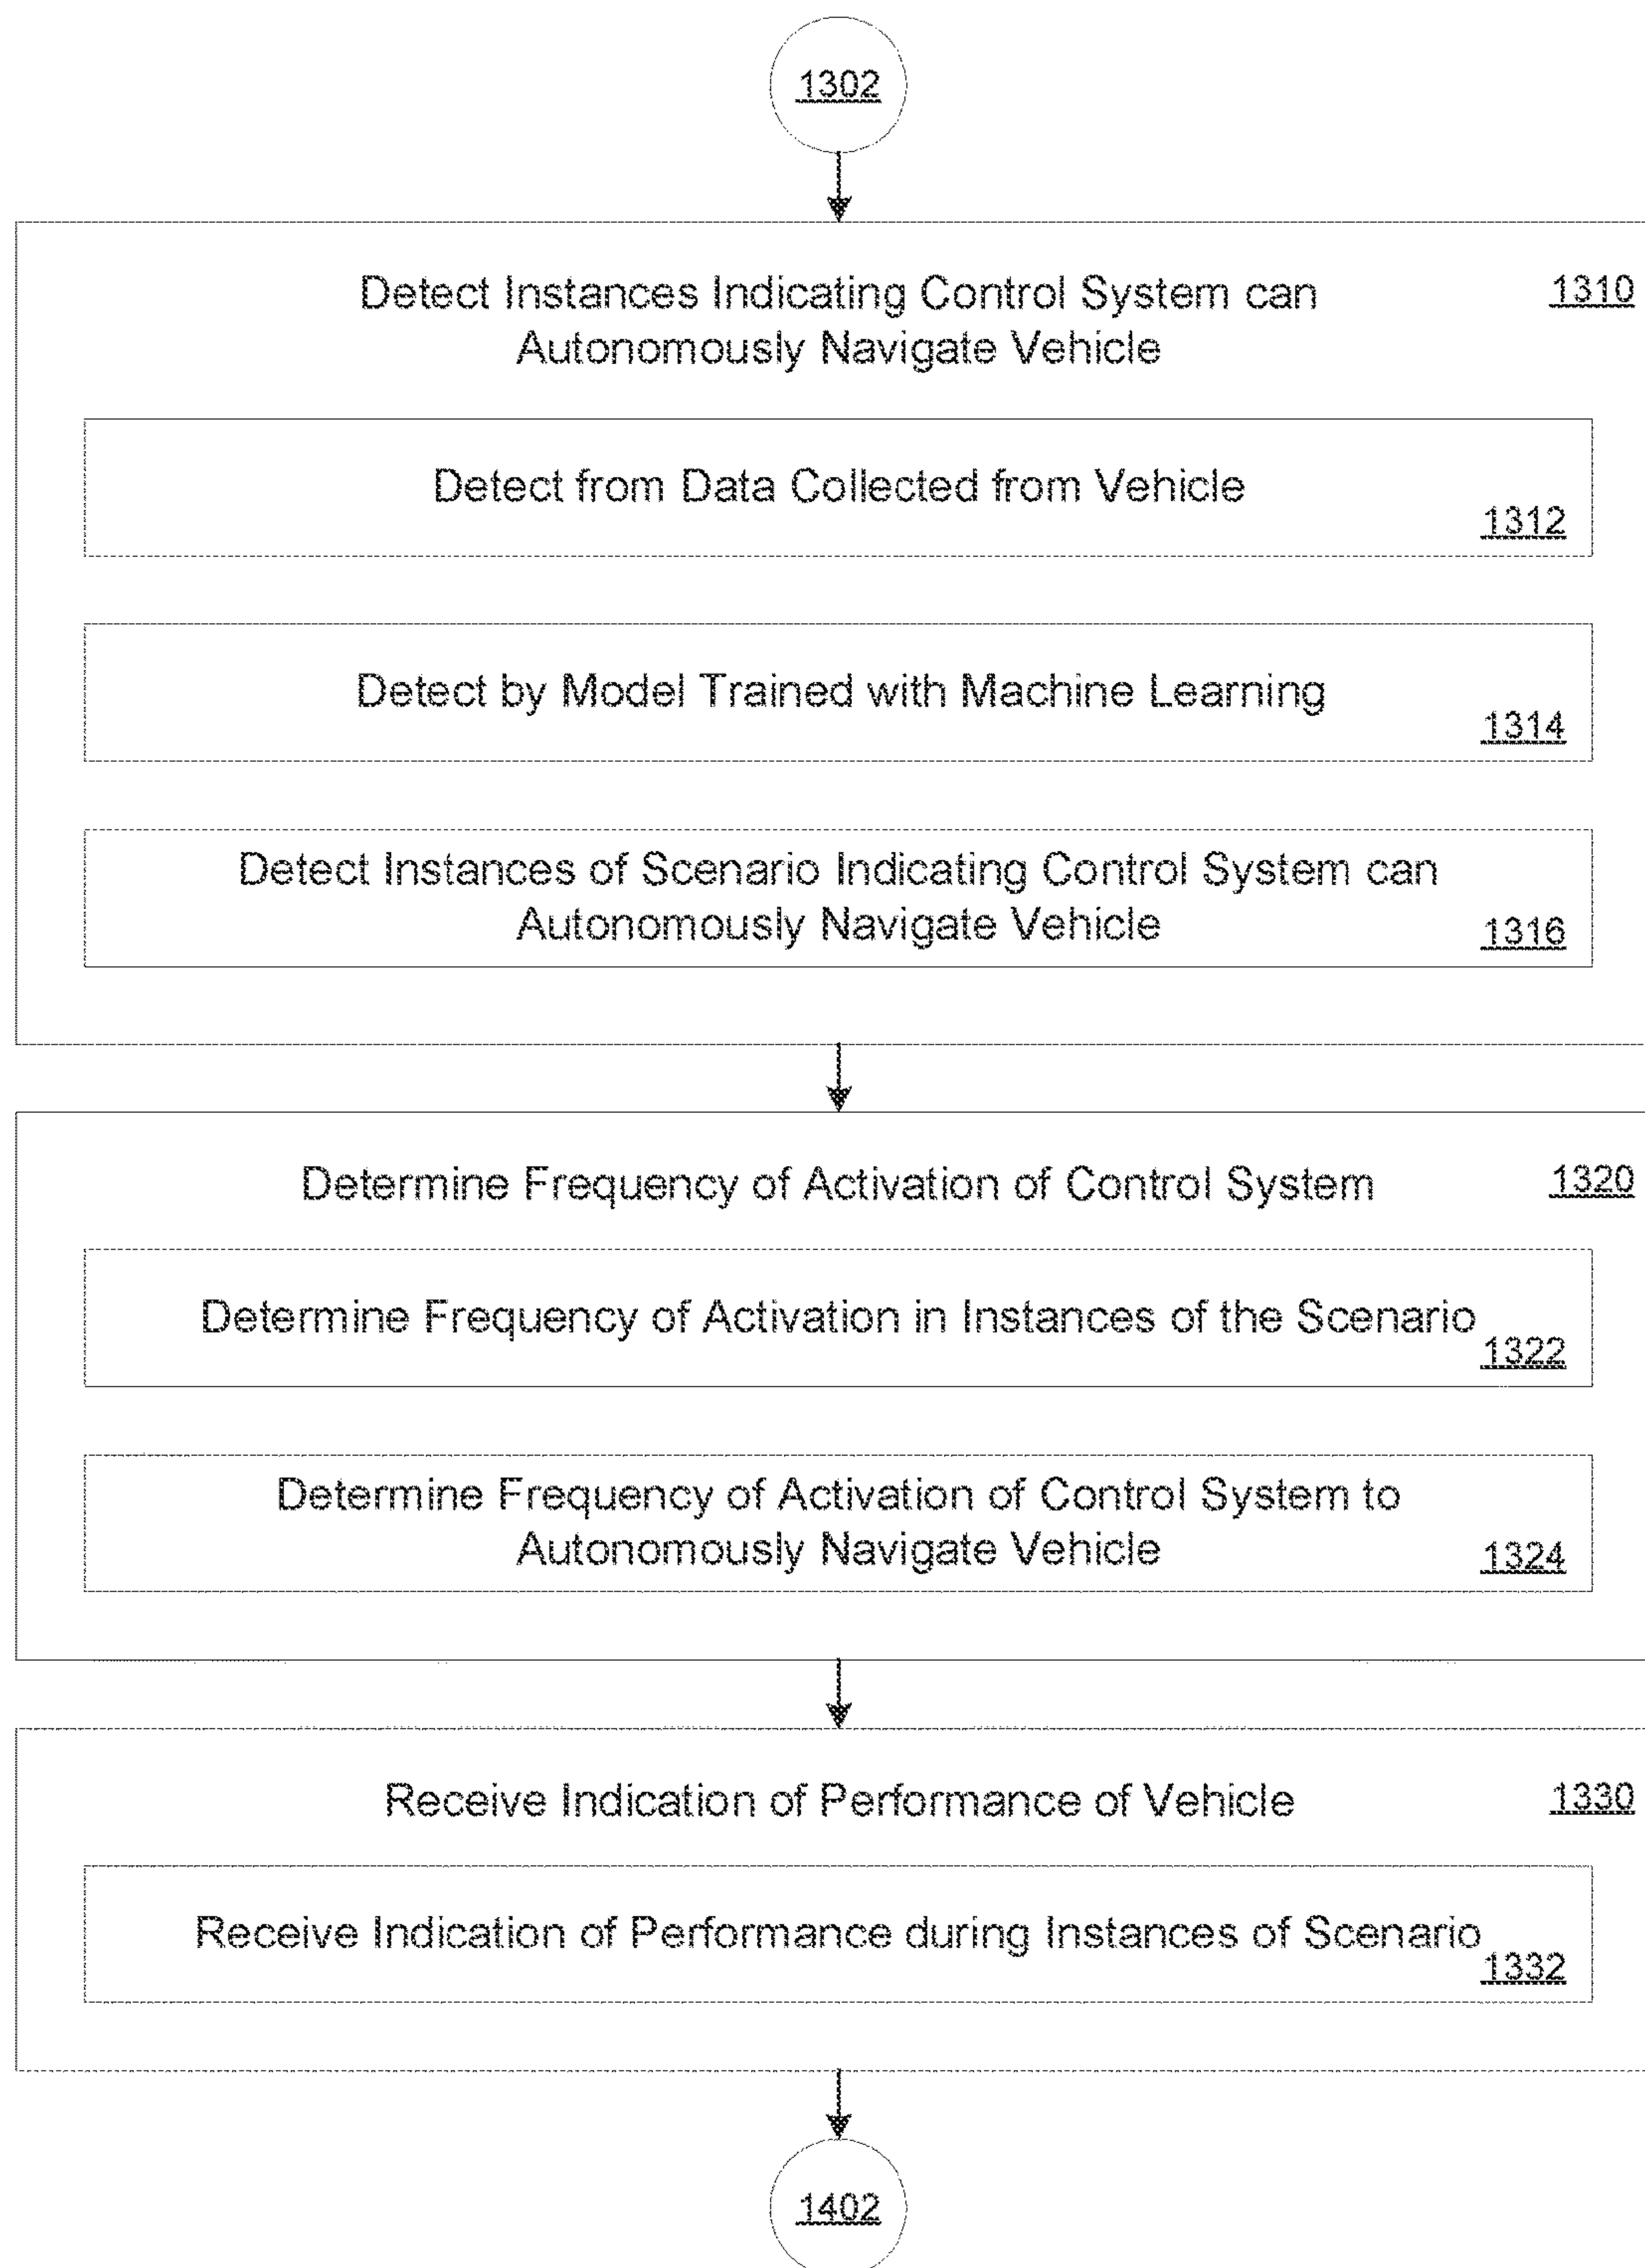 1302
Detect Instances Indicating Control System can
1310
Autonomously Navigate Vehicle
Detect from Data Collected from Vehicle
1312
Detect by Model Trained with Machine Learning
1314
Detect Instances of Scenario Indicating Control System can
Autonomously Navigate Vehicle
1316
Determine Frequency of Activation of Control System
1320
Determine Frequency of Activation in Instances of the Scenario
1322
Determine Frequency of Activation of Control System to
Autonomously Navigate Vehicle
1324
Receive Indication of Performance of Vehicle
1330
Receive Indication of Performance during Instances of Scenario
1332
1402